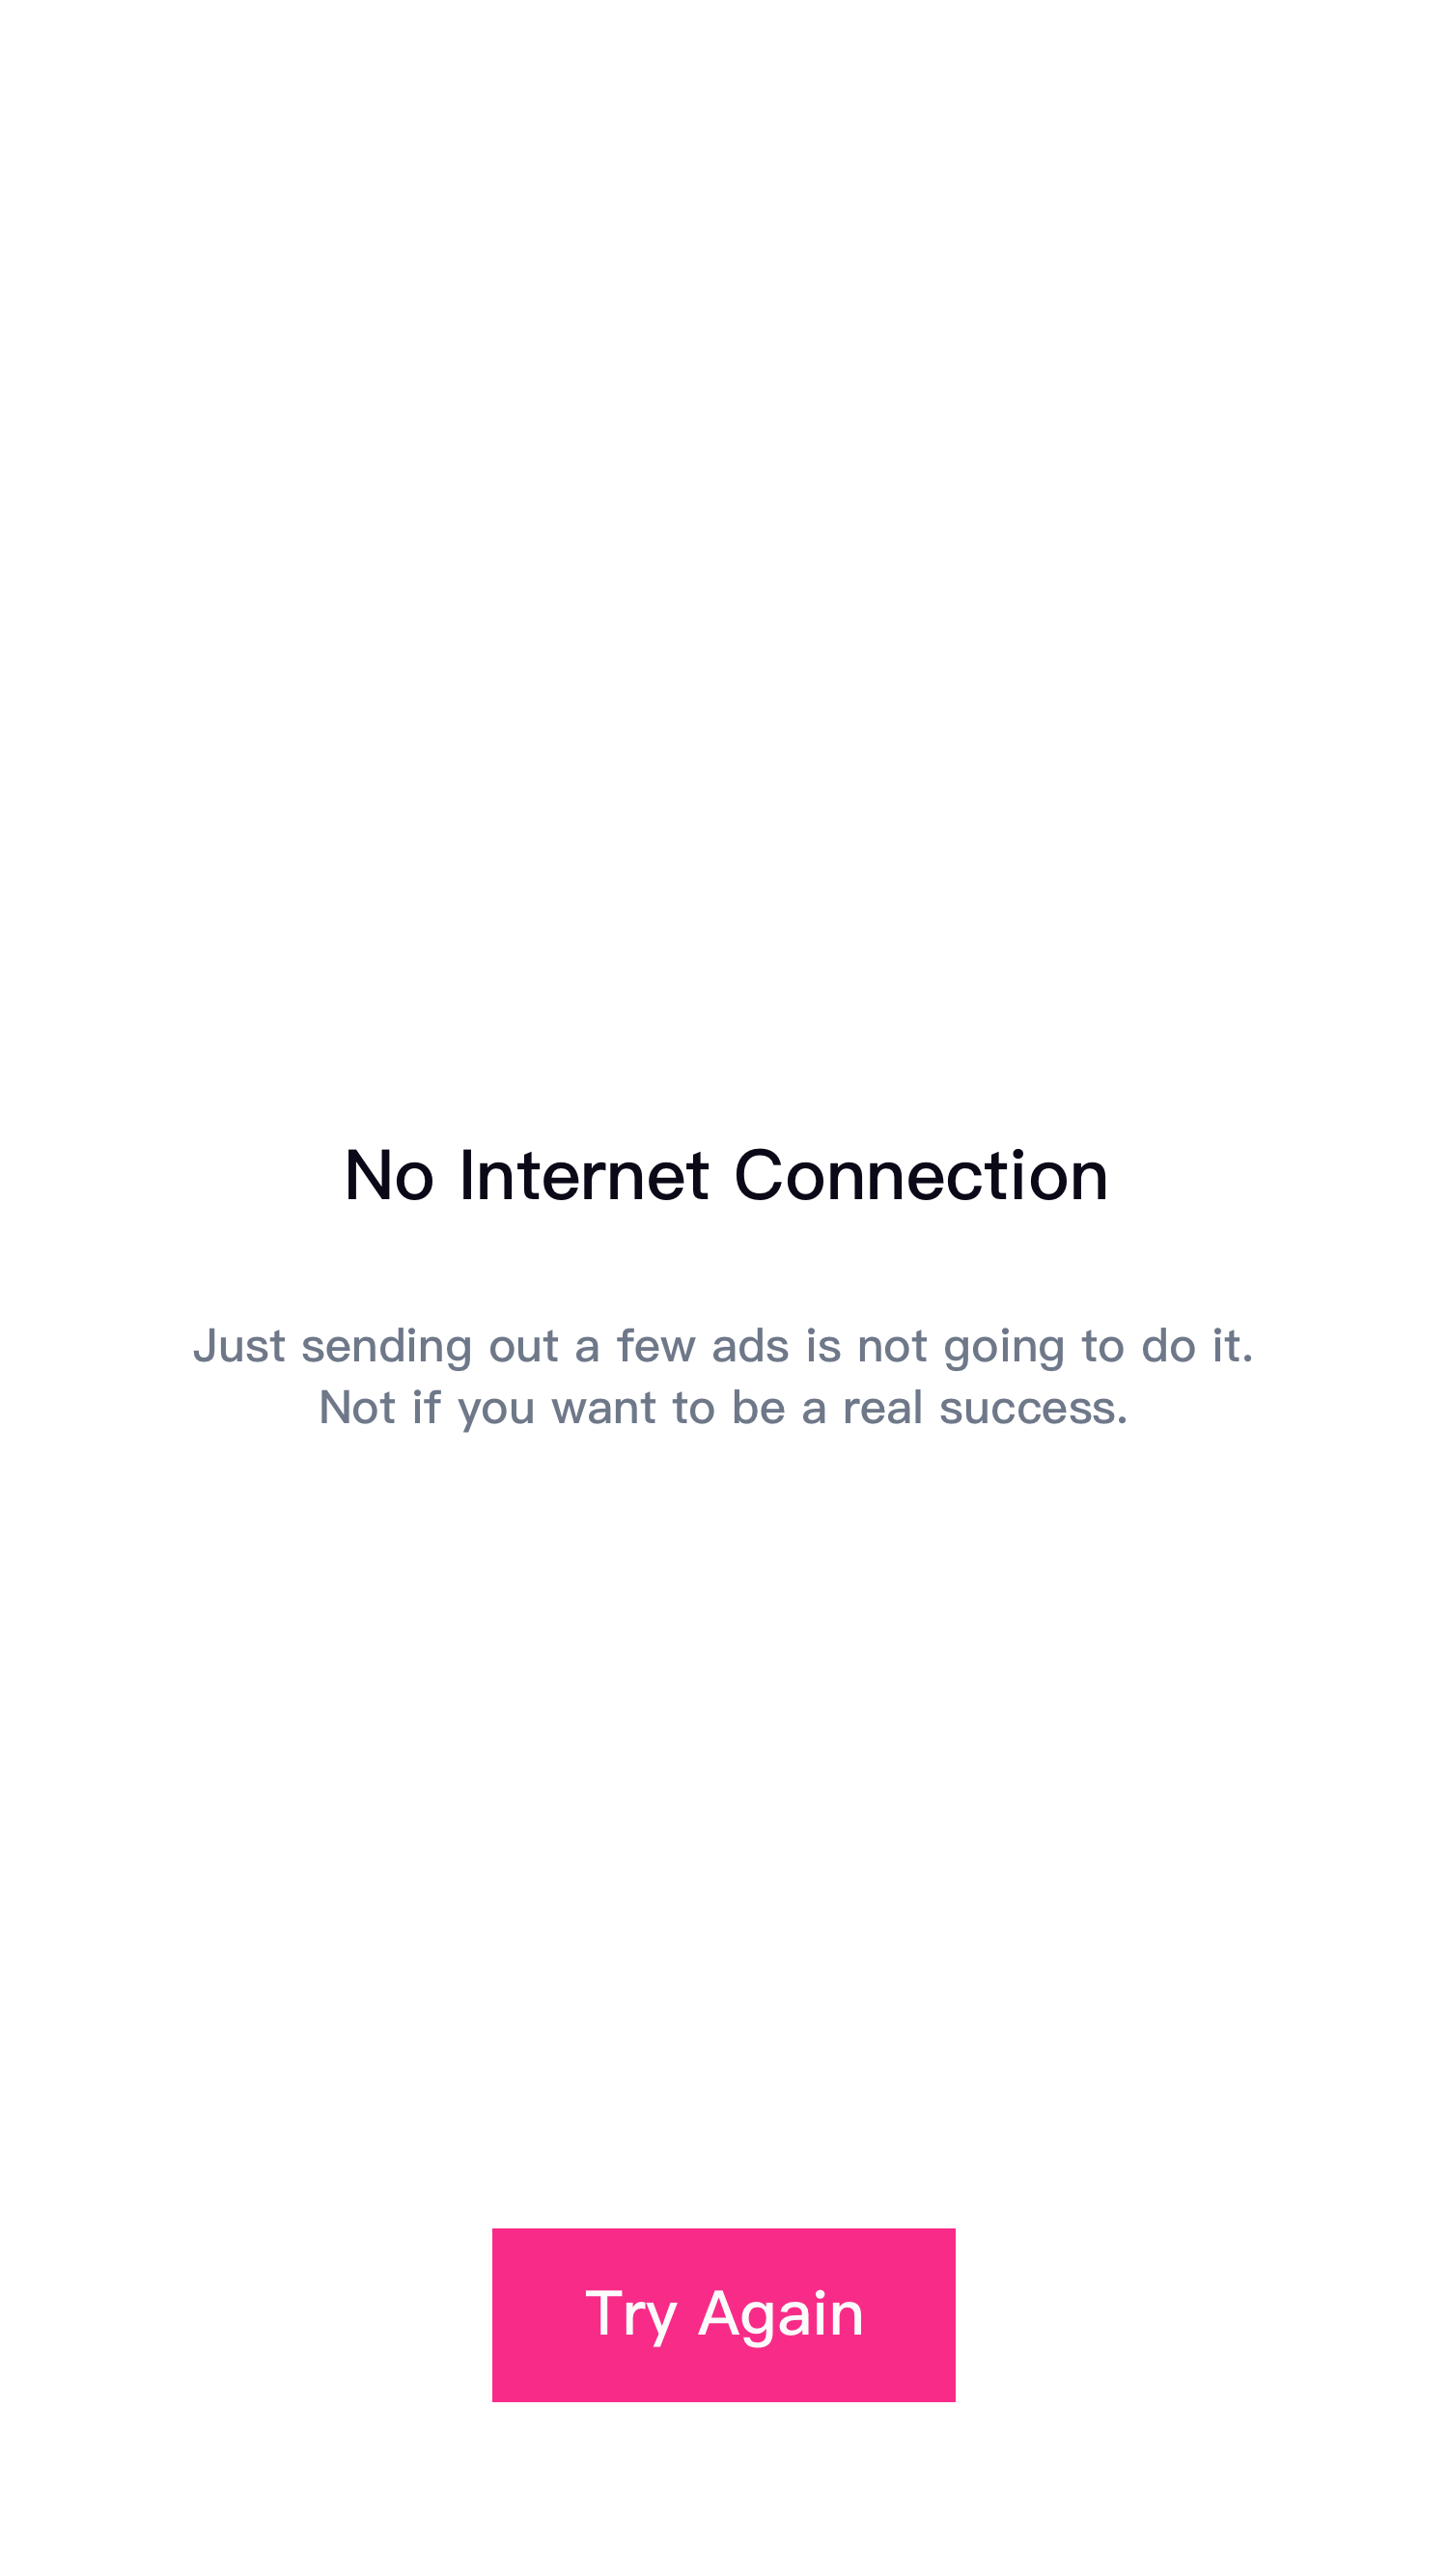 No Internet Connection
Just sending out a few ads is not going to do it.
Not if you want to be a real success.
Try Again